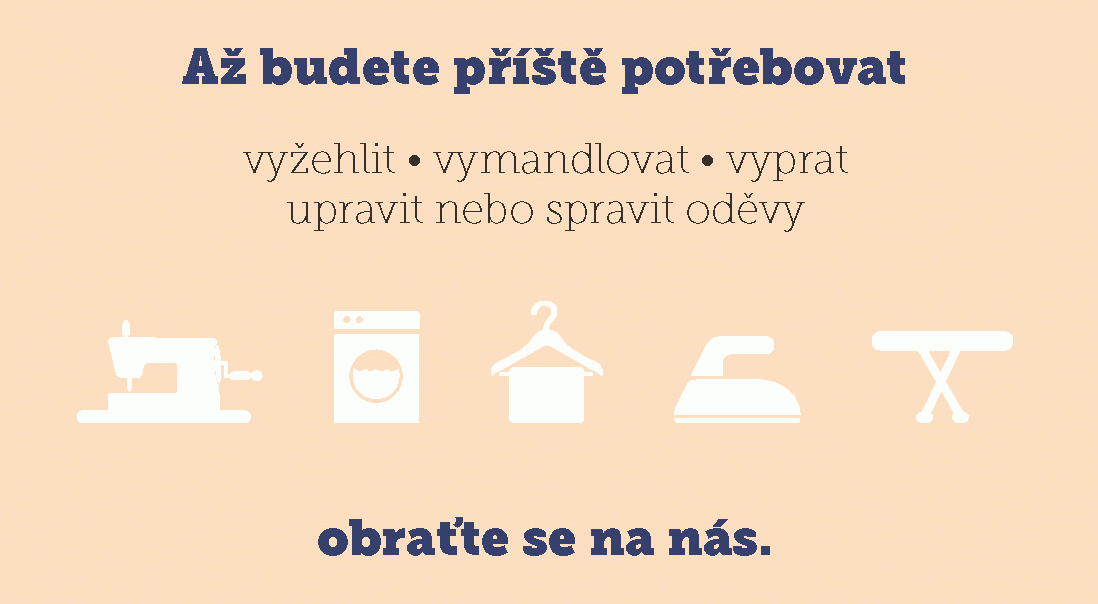 Až budete příště potřebovat
vyžehlit • vymandlovat • vyprat
upravit nebo spravit oděvy
obraťte se na nás.